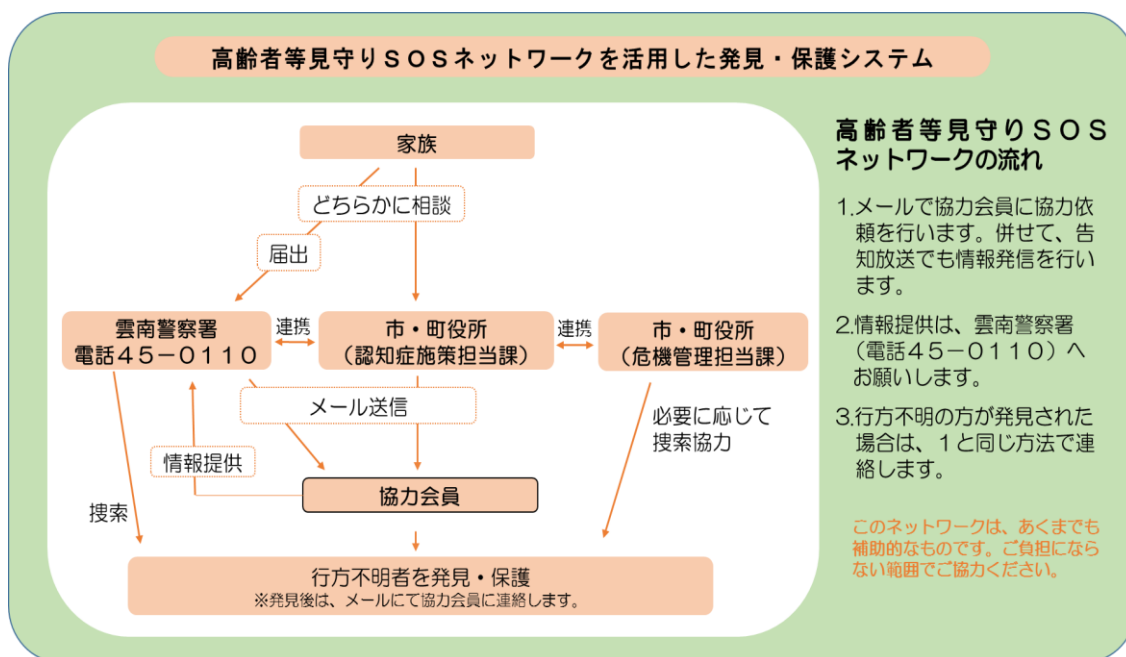 高齢者等見守りＳＯＳネットワークを活用した発見・保護システム
家族
どちらかに相談
届出
雲南警察署
電話４５－０１１０
連携
市・町役所
（認知症施策担当課）
連携
市・町役所
（危機管理担当課）
メール送信
情報提供
必要に応じて
捜索協力
協力会員
捜索
行方不明者を発見・保護
※発見後は、メールにて協力会員に連絡します。
高齢者等見守りＳＯＳ
ネットワークの流れ
1.メールで協力会員に協力依
頼を行います。併せて、告
知放送でも情報発信を行い
ます。
2.情報提供は、雲南警察署
（電話４５－０１１０）へ
お願いします。
3.行方不明の方が発見された
場合は、１と同じ方法で連
絡します。
このネットワークは、あくまでも
補助的なものです。ご負担になら
ない範囲でご協力ください。